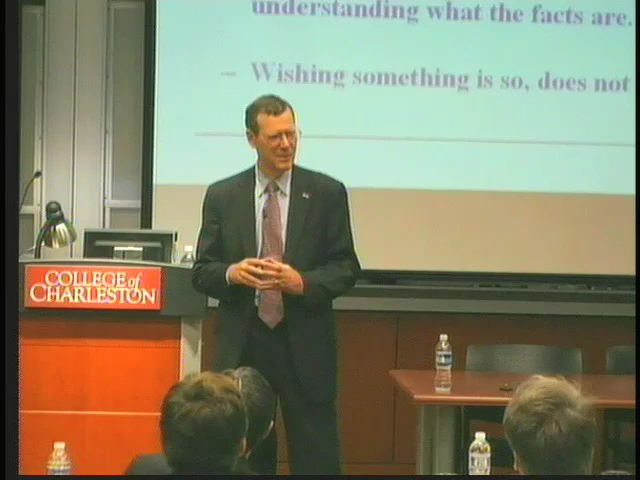 understanding what the facts are.
– Wishing something is so, does not
COLLEGE of
CHARLESTON